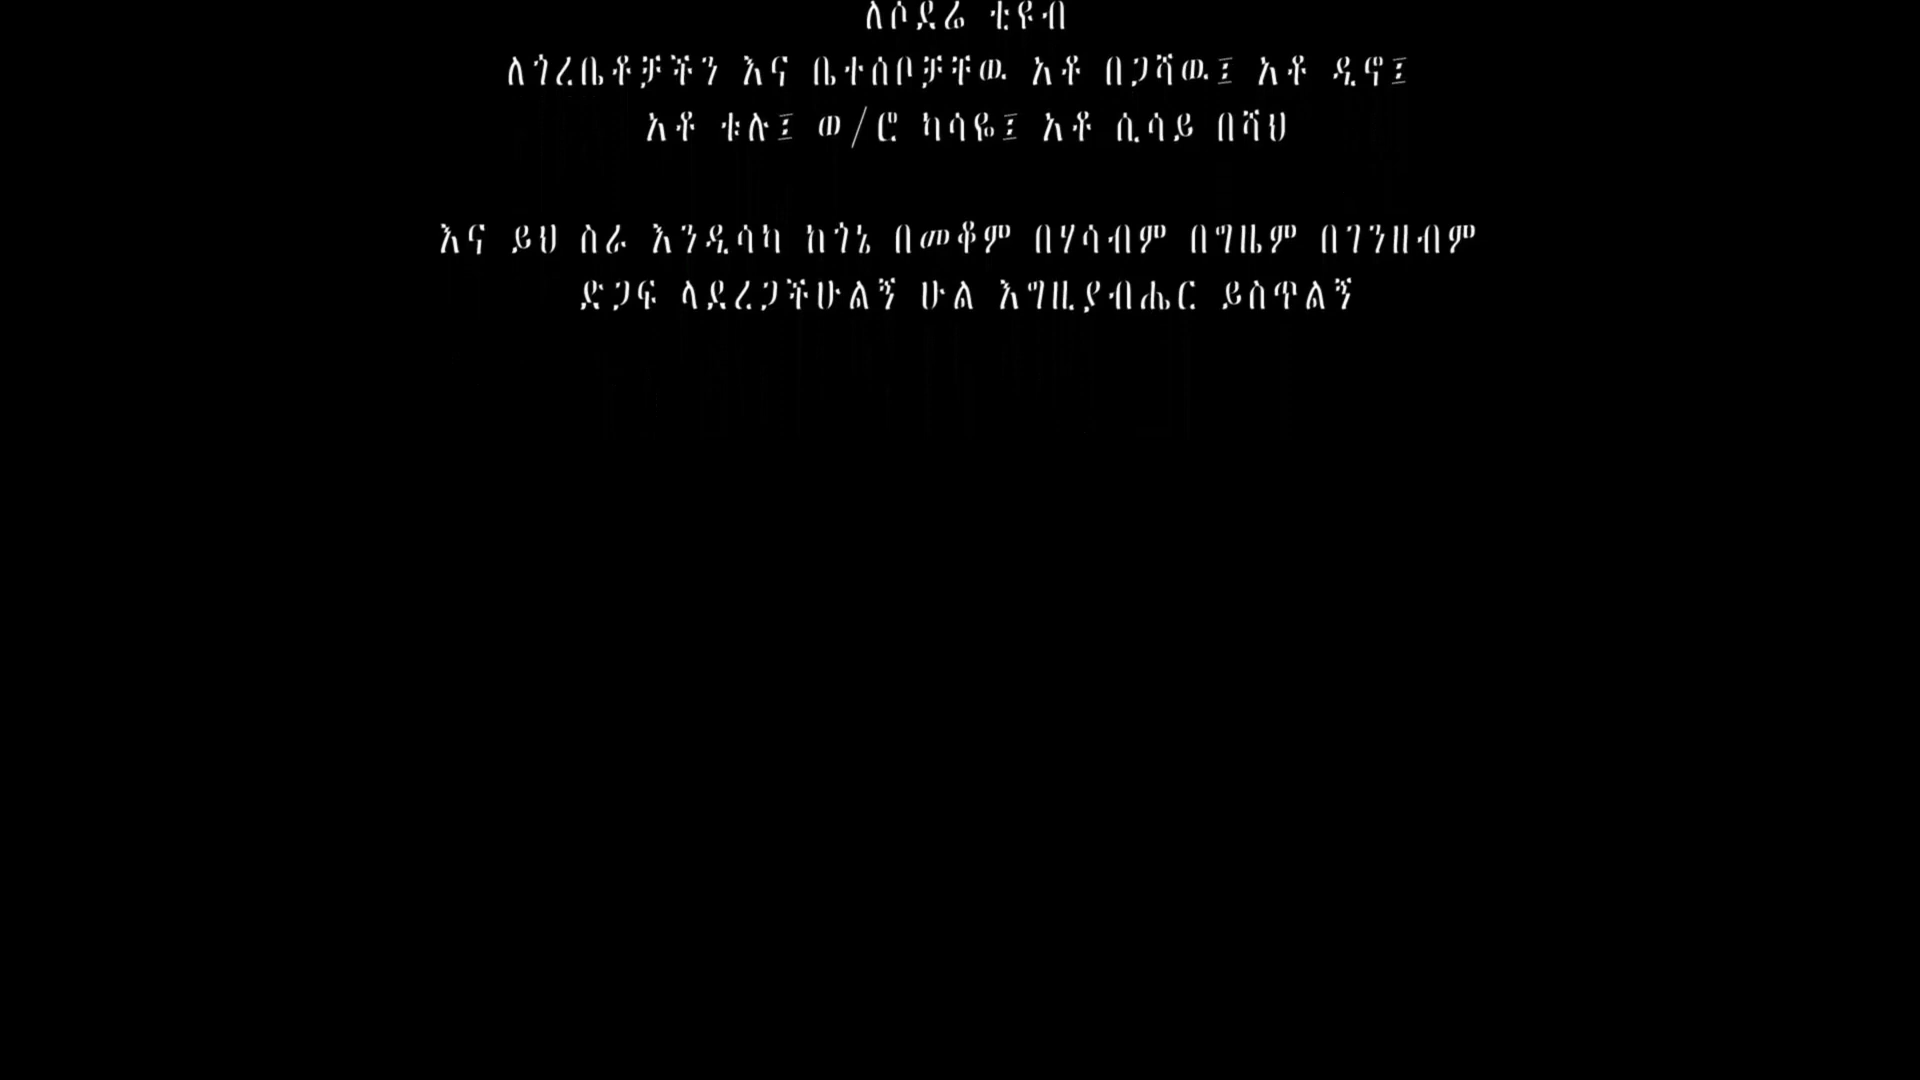 ለሶደሬ ቲዩብ
ለጎረቤቶቻችን እና ቤተሰቦቻቸዉ አቶ በጋሻዉ፤ አቶ ዲኖ፤
አቶ ቱሉ፤ ወ/ሮ ካሳዬ፤ አቶ ሲሳይ በሻህ
እና ይህ ስራ እንዲሳካ ከጎኔ በመቆም በሃሳብም በግዜም በገንዘብም
ድጋፍ ላደረጋችሁልኝ ሁል እግዚያብሔር ይስጥልኝ